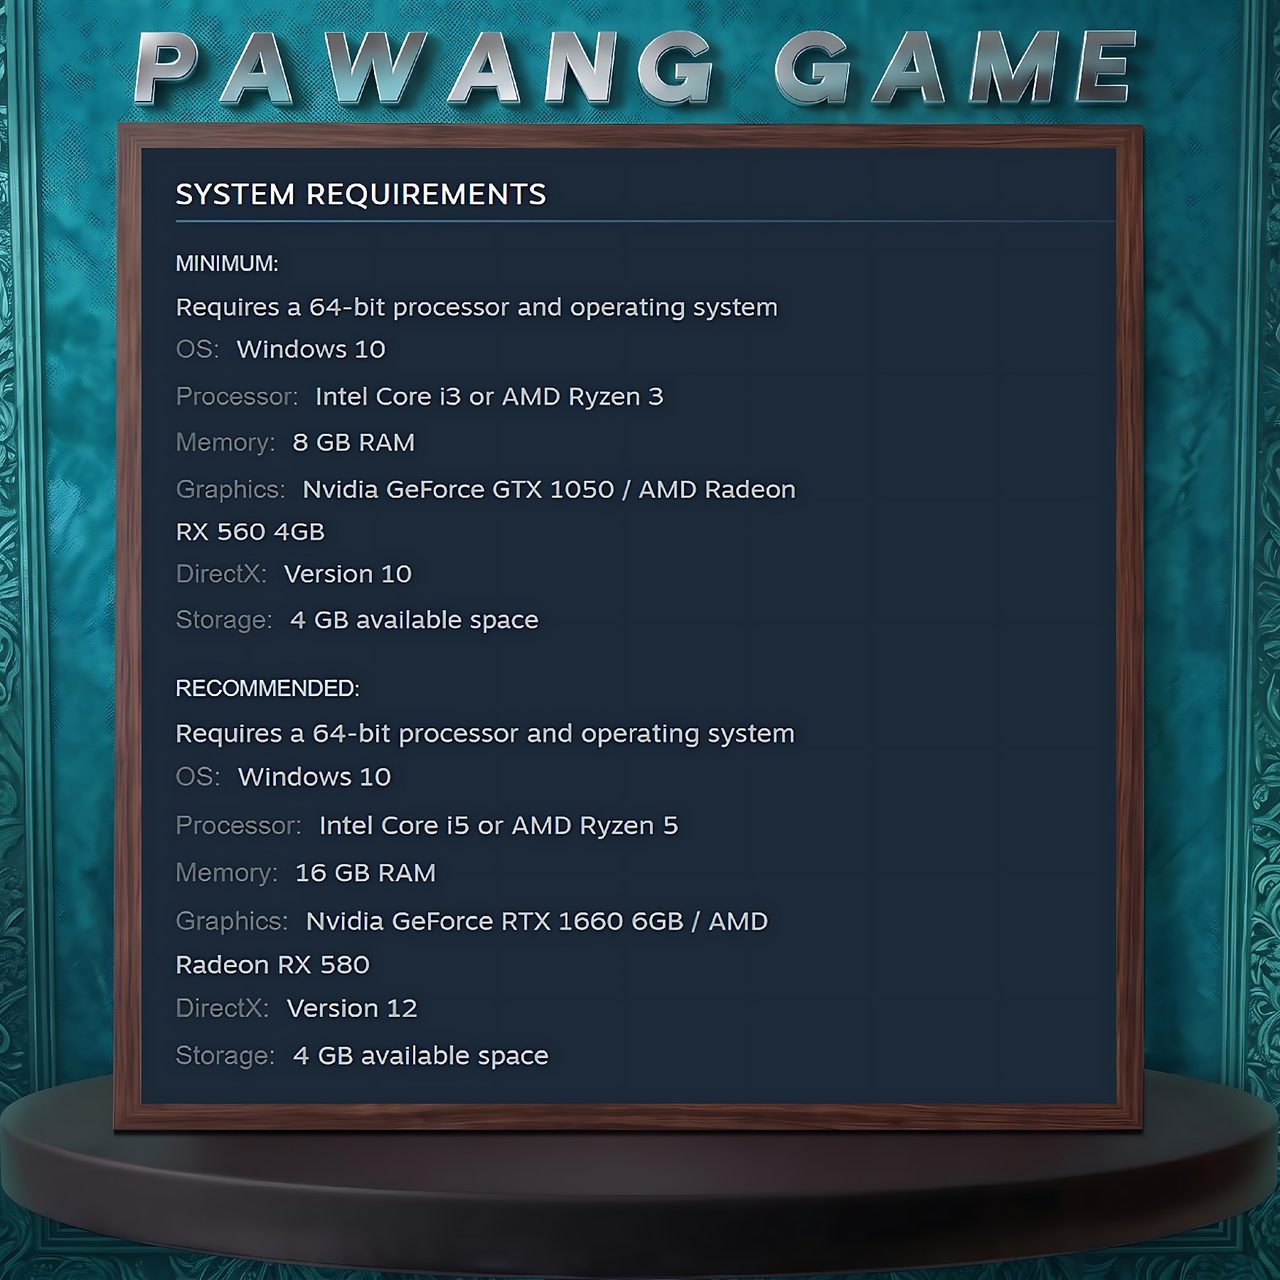 PAWANG GAME
SYSTEM REQUIREMENTS
MINIMUM:
Requires a 64-bit processor and operating system
OS: Windows 10
Processor: Intel Core i3 or AMD Ryzen 3
Memory: 8 GB RAM
Graphics: Nvidia GeForce GTX 1050 / AMD Radeon
RX 560 4GB
DirectX: Version 10
Storage: 4 GB available space
RECOMMENDED:
Requires a 64-bit processor and operating system
OS: Windows 10
Processor: Intel Core i5 or AMD Ryzen 5
Memory: 16 GB RAM
Graphics: Nvidia GeForce RTX 1660 6GB / AMD
Radeon RX 580
DirectX: Version 12
Storage: 4 GB available space